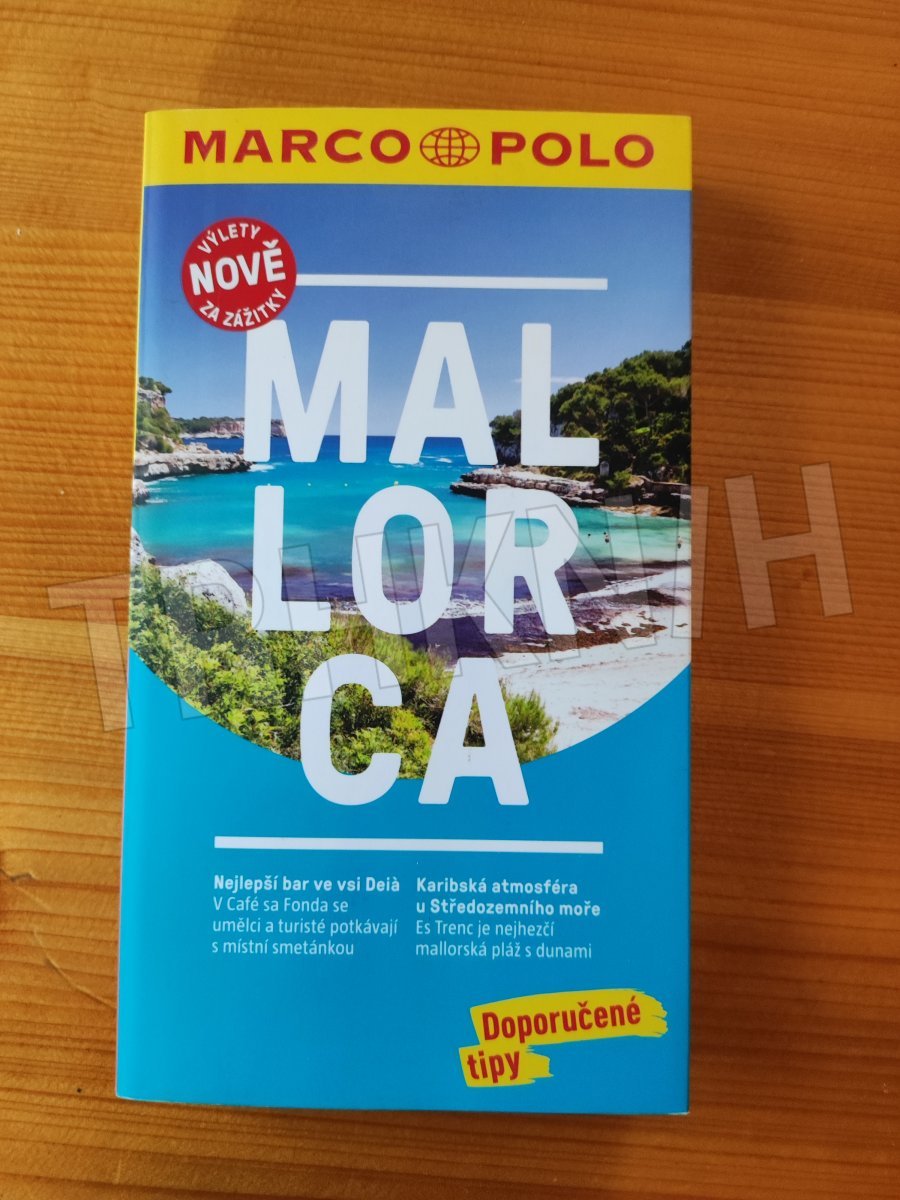 MARCO POLO
VÝLETY
NOVĚ
ZA ZÁŽITKY
MAL
LOR
CA
Nejlepší bar ve vsi Deià
V Café sa Fonda se
umělci a turisté potkávají
s místní smetánkou
Karibská atmosféra
u Středozemního moře
Es Trenc je nejhezčí
mallorská pláž s dunami
Doporučené
tipy
TRHKNIH